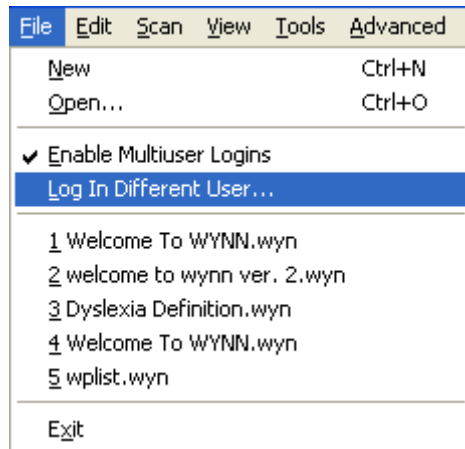 File Edit Scan View Tools Advanced
New Ctrl+N
Open... Ctrl+O
✔ Enable Multiuser Logins
Log In Different User...
1 Welcome To WYNN.wyn
2 welcome to wynn ver. 2.wyn
3 Dyslexia Definition.wyn
4 Welcome To WYNN.wyn
5 wplist.wyn
Exit